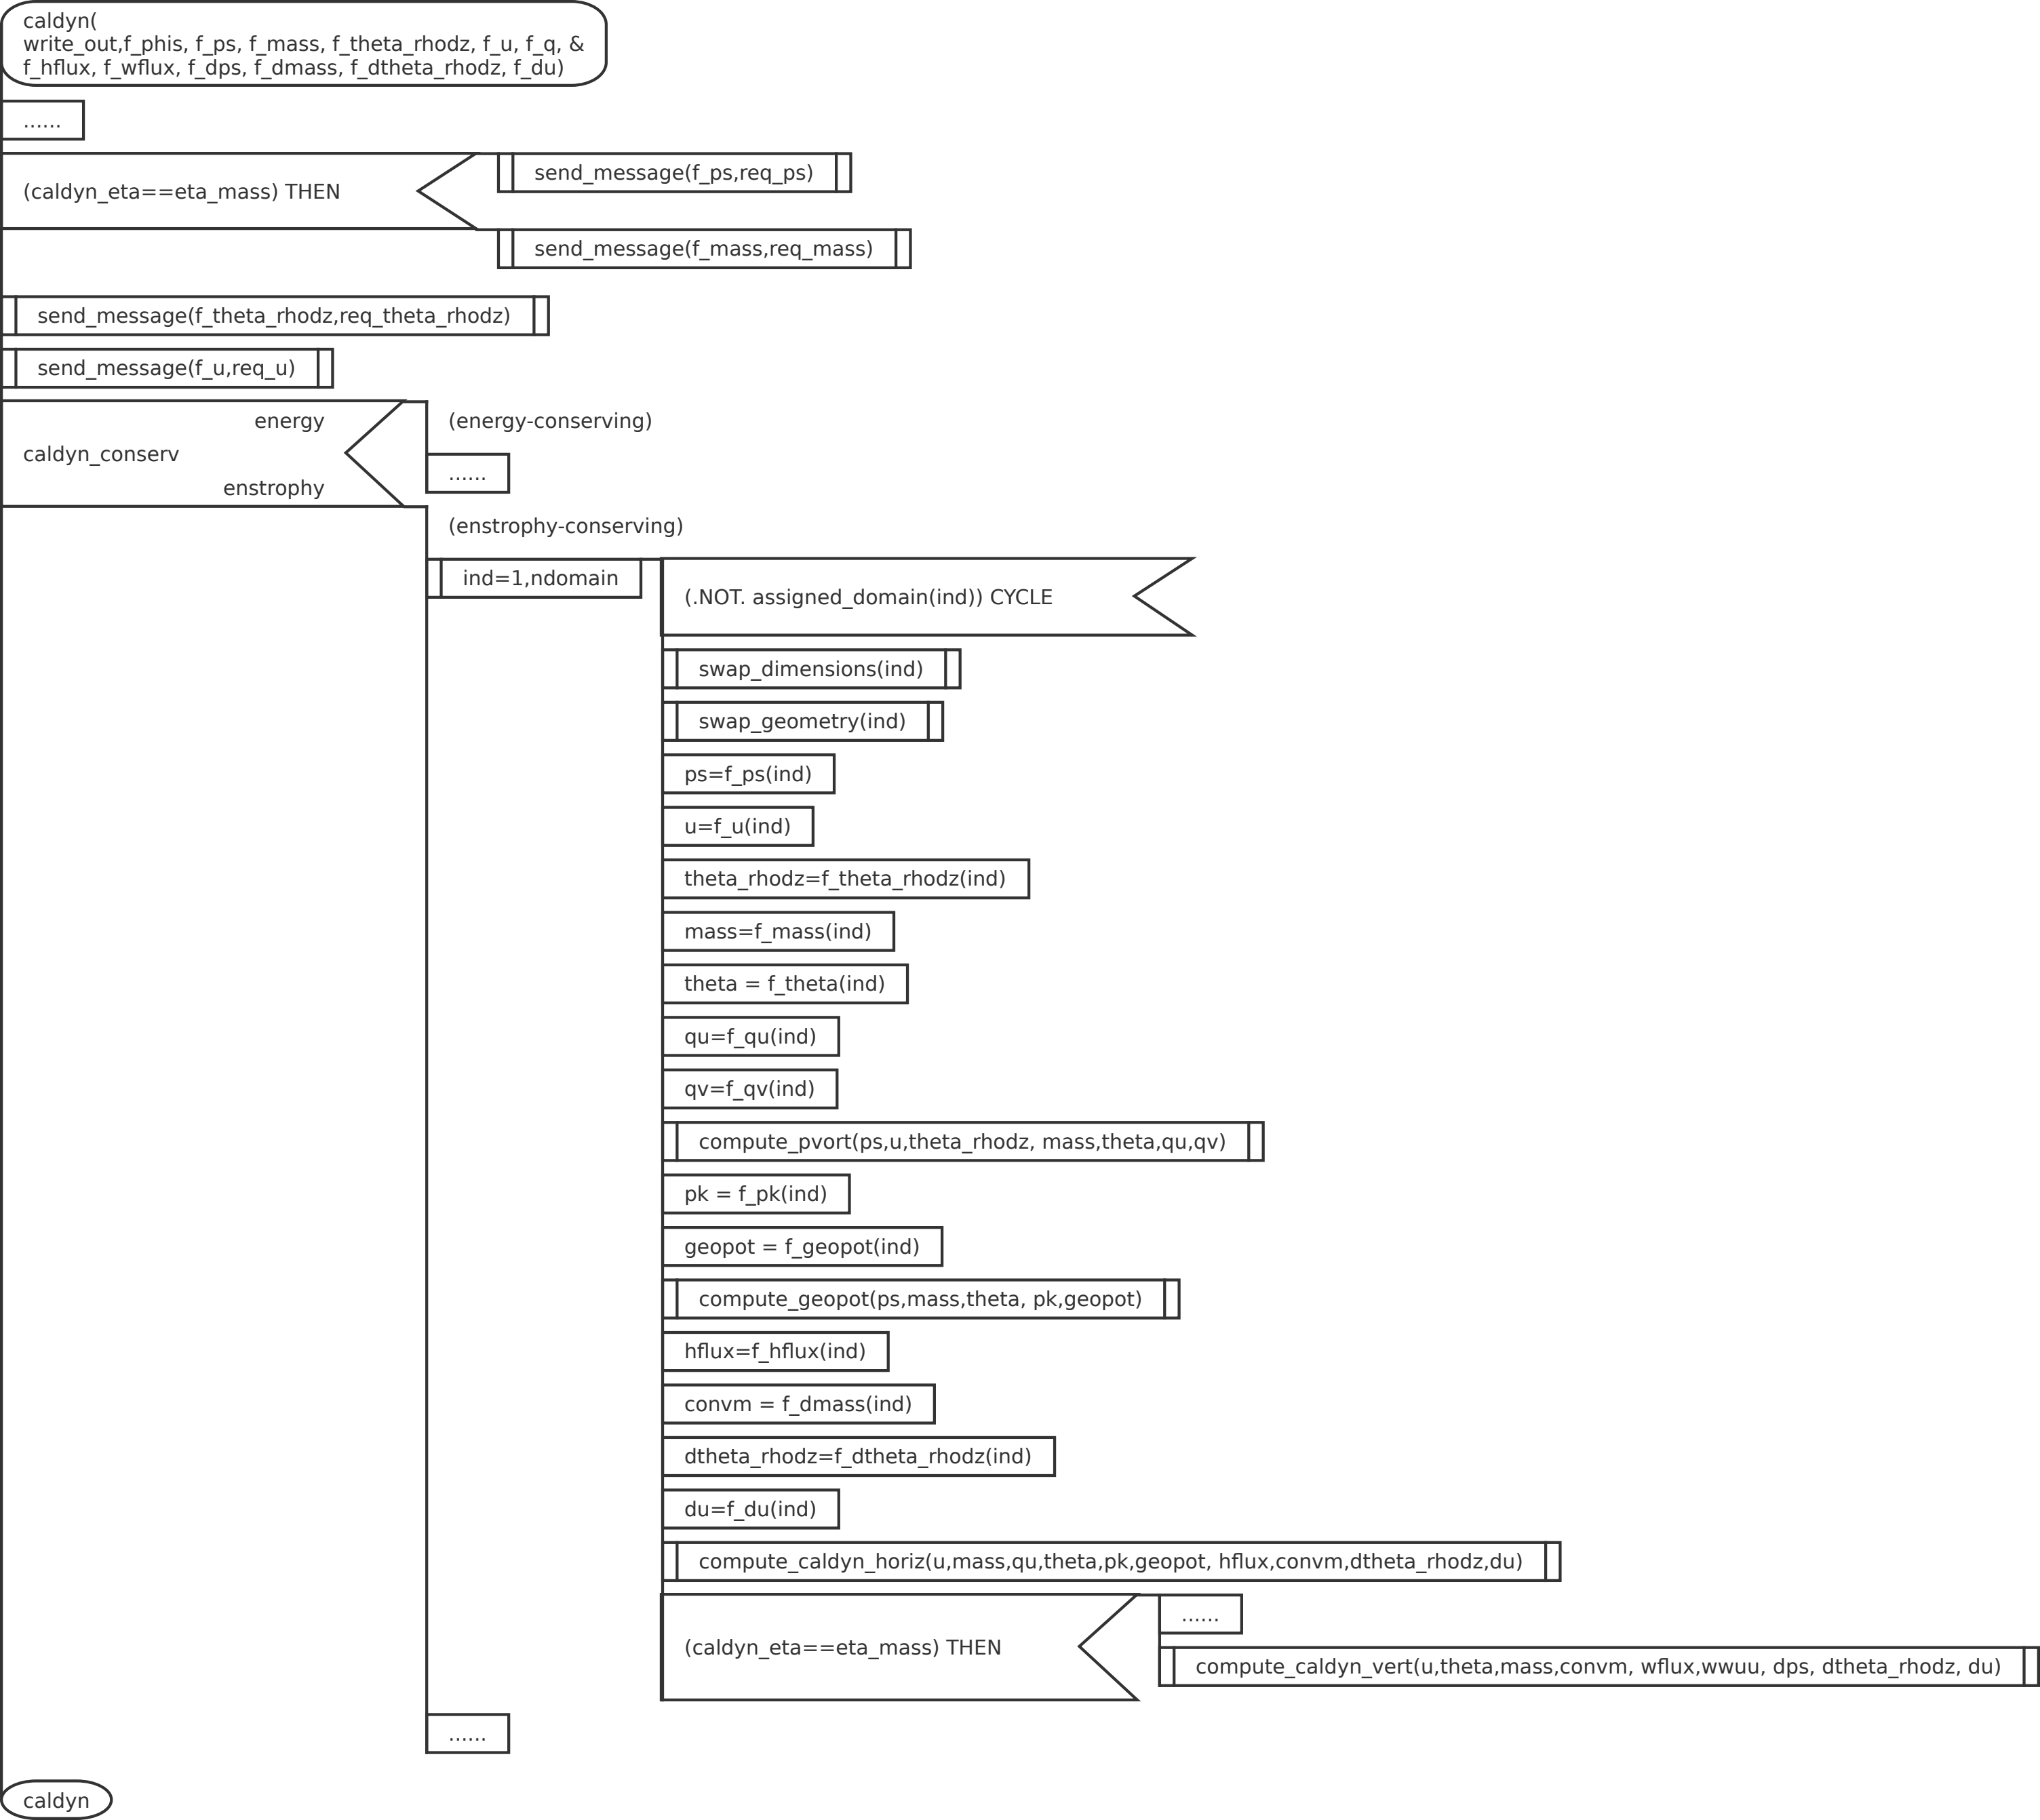 caldyn(
write_out,f_phis, f_ps, f_mass, f_theta_rhodz, f_u, f_q, &
f_hflux, f_wflux, f_dps, f_dmass, f_dtheta_rhodz, f_du)
......
(caldyn_eta==eta_mass) THEN
send_message(f_ps,req_ps)
send_message(f_mass,req_mass)
send_message(f_theta_rhodz,req_theta_rhodz)
send_message(f_u,req_u)
caldyn_conserv
energy
(energy-conserving)
......
enstrophy
(enstrophy-conserving)
ind=1,ndomain
(.NOT. assigned_domain(ind)) CYCLE
swap_dimensions(ind)
swap_geometry(ind)
ps=f_ps(ind)
u=f_u(ind)
theta_rhodz=f_theta_rhodz(ind)
mass=f_mass(ind)
theta = f_theta(ind)
qu=f_qu(ind)
qv=f_qv(ind)
compute_pvort(ps,u,theta_rhodz, mass,theta,qu,qv)
pk = f_pk(ind)
geopot = f_geopot(ind)
compute_geopot(ps,mass,theta, pk,geopot)
hflux=f_hflux(ind)
convm = f_dmass(ind)
dtheta_rhodz=f_dtheta_rhodz(ind)
du=f_du(ind)
compute_caldyn_horiz(u,mass,qu,theta,pk,geopot, hflux,convm,dtheta_rhodz,du)
(caldyn_eta==eta_mass) THEN
......
compute_caldyn_vert(u,theta,mass,convm, wflux,wwuu, dps, dtheta_rhodz, du)
......
caldyn